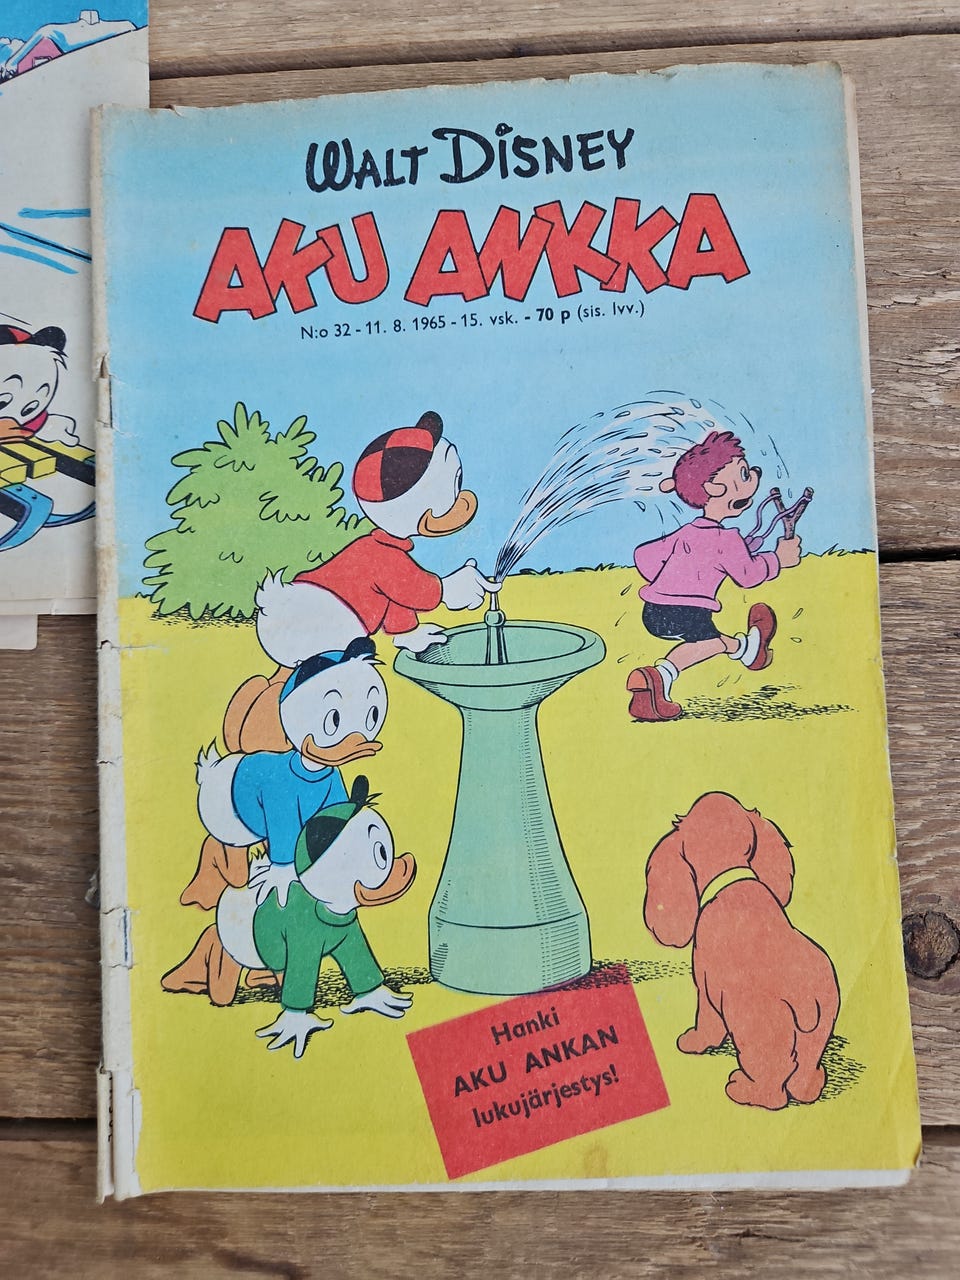 WALT DISNEY
AKU ANKKA
N:o 32 - 11. 8. 1965 - 15. vsk. - 70 p (sis. lvv.)
Hanki
AKU ANKAN
lukujärjestys!